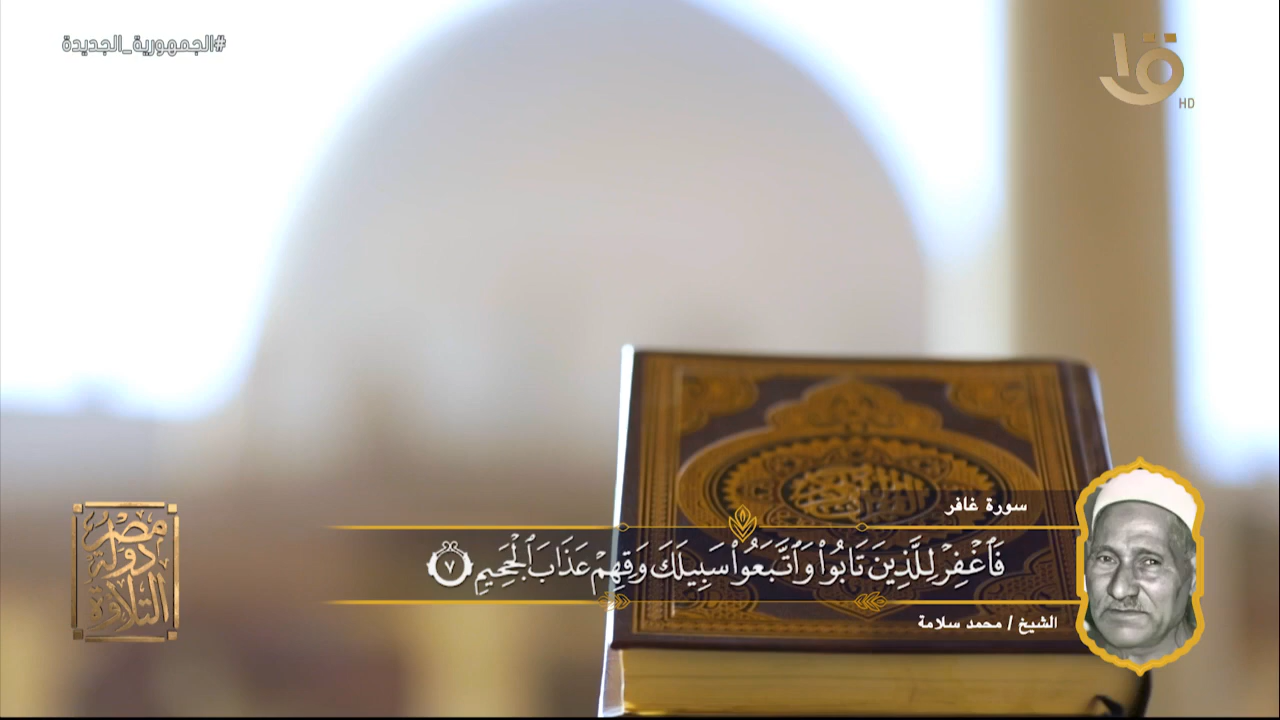 #الجمهورية_الجديدة
HD
سورة غافر
فَٱغْفِرْ لِلَّذِينَ تَابُوا۟ وَٱتَّبَعُوا۟ سَبِيلَكَ وَقِهِمْ عَذَابَ ٱلْجَحِيمِ ٧
الشيخ / محمد سلامة
مصر
دولة
التلاوة